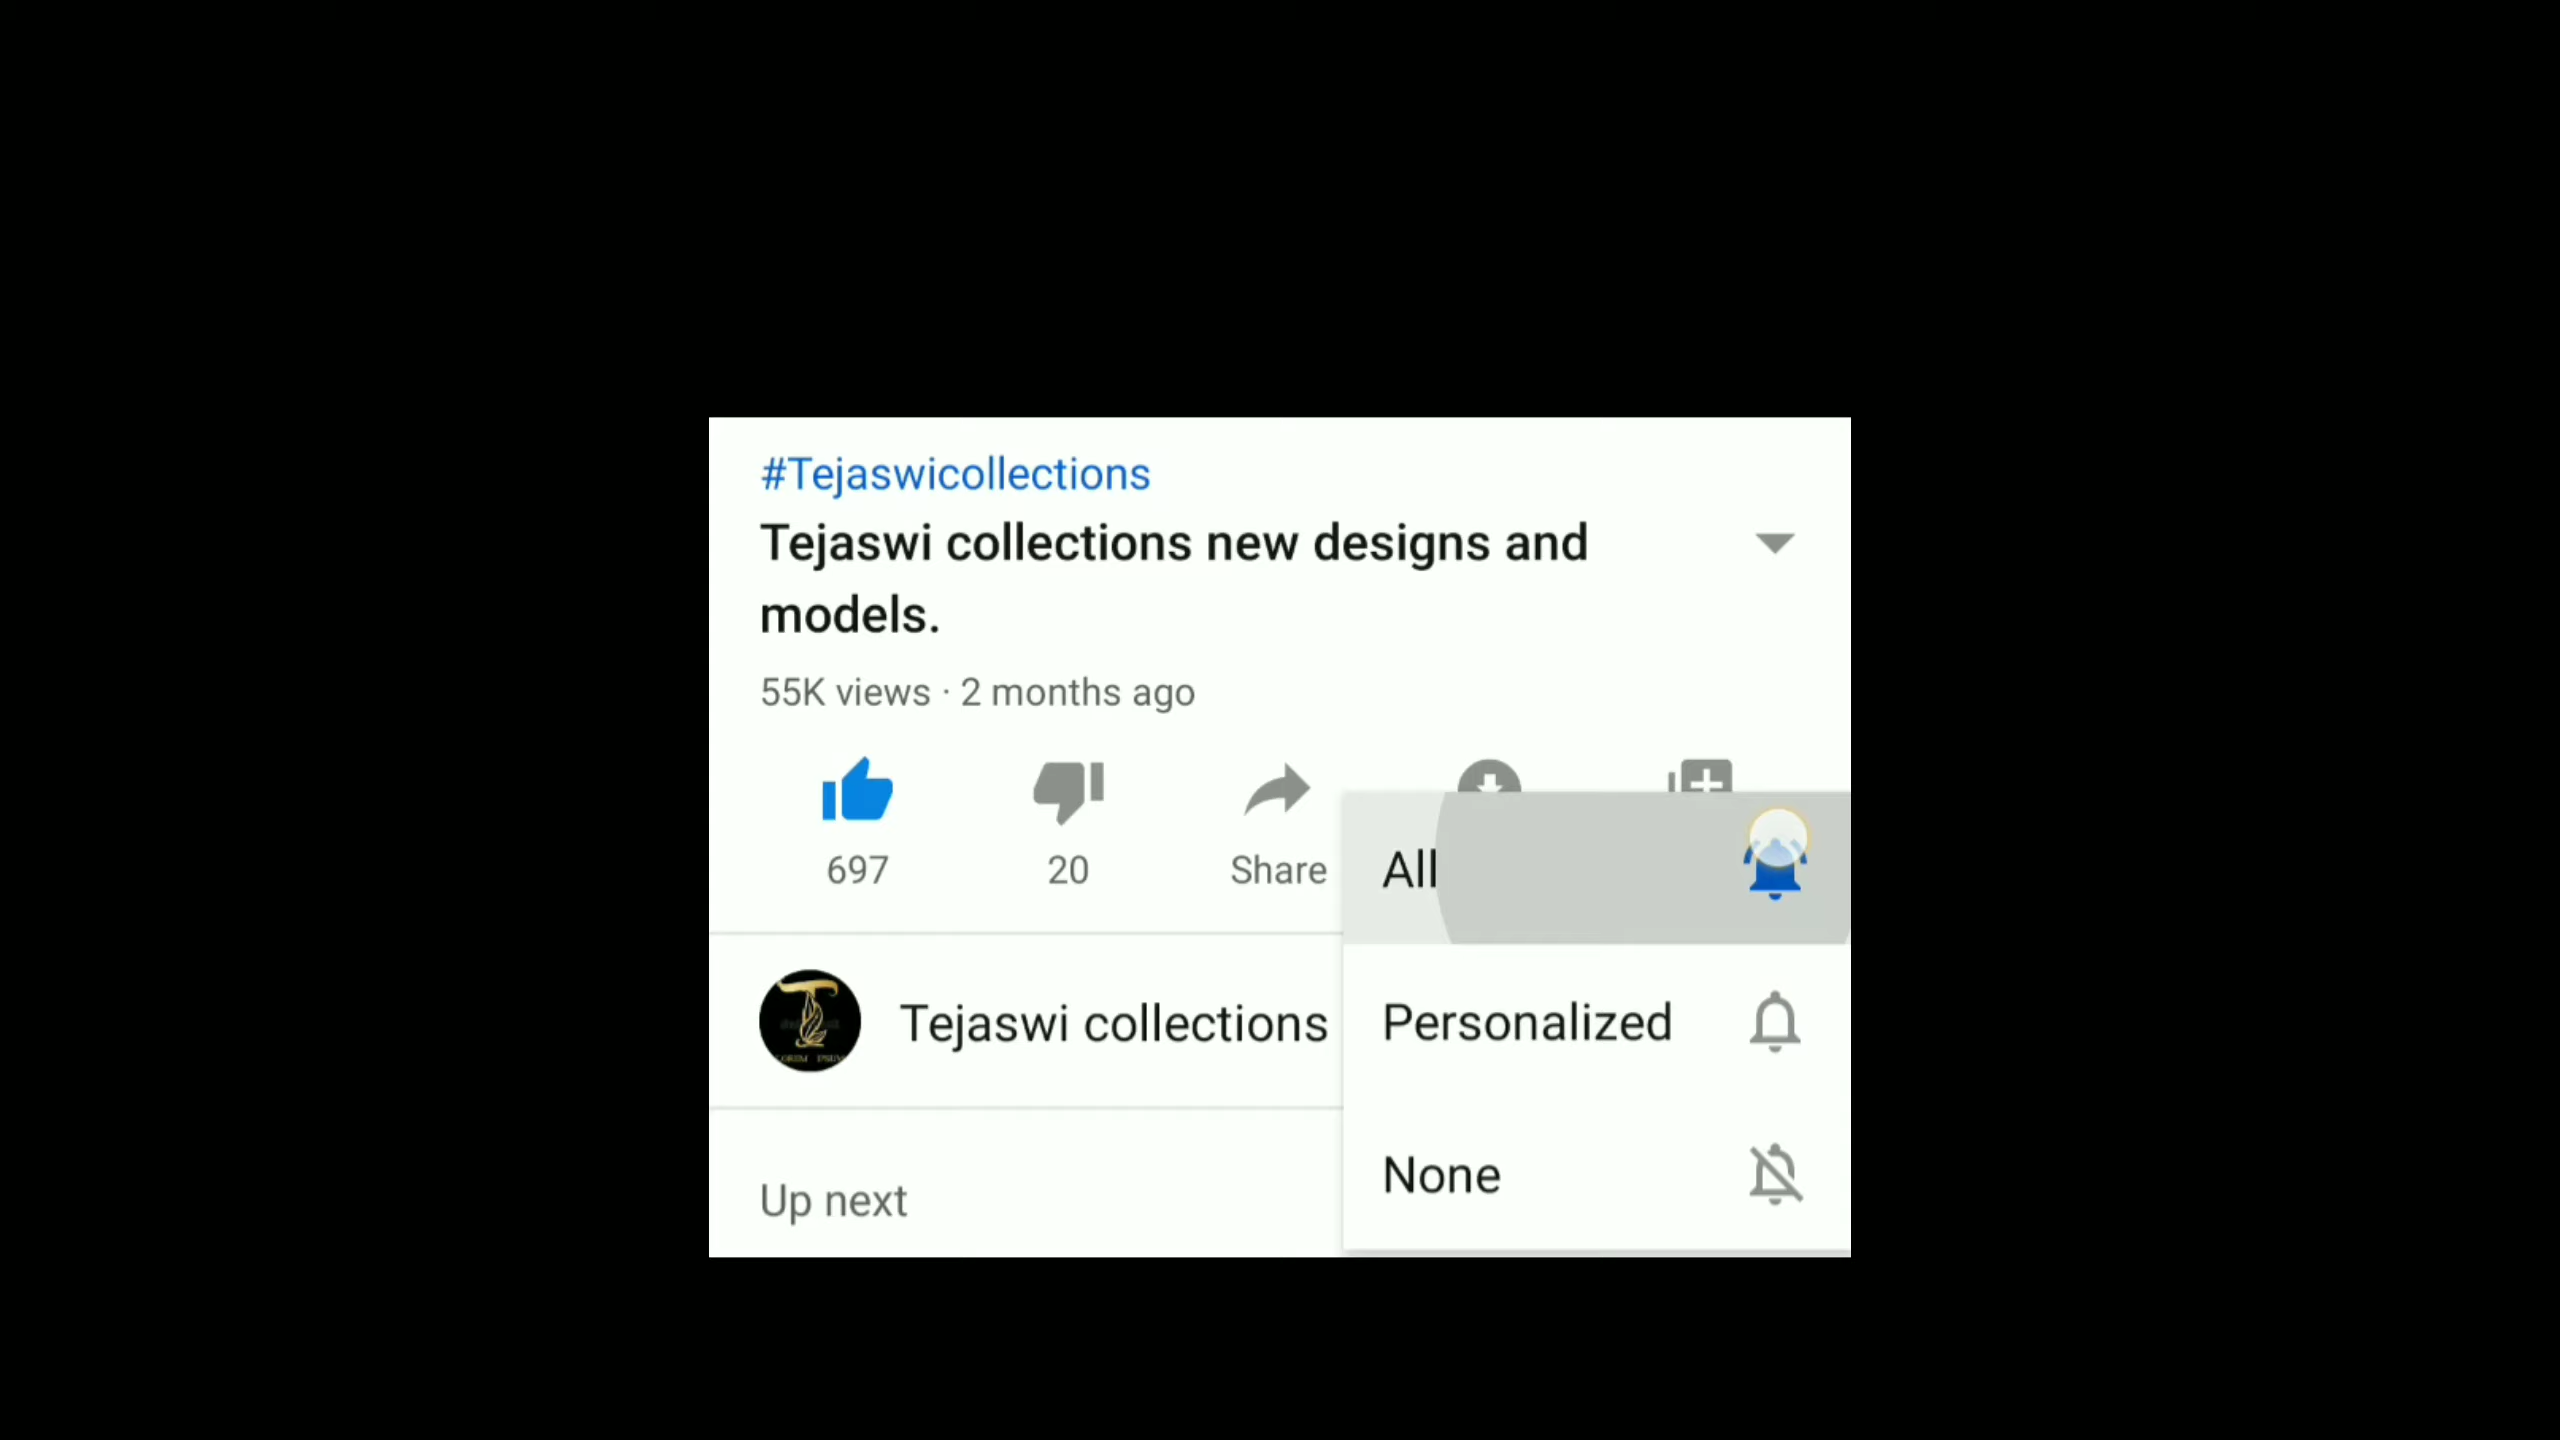 #Tejaswicollections
Tejaswi collections new designs and
models.
55K views · 2 months ago
697
20
Share
All
Tejaswi collections
Personalized
None
Up next